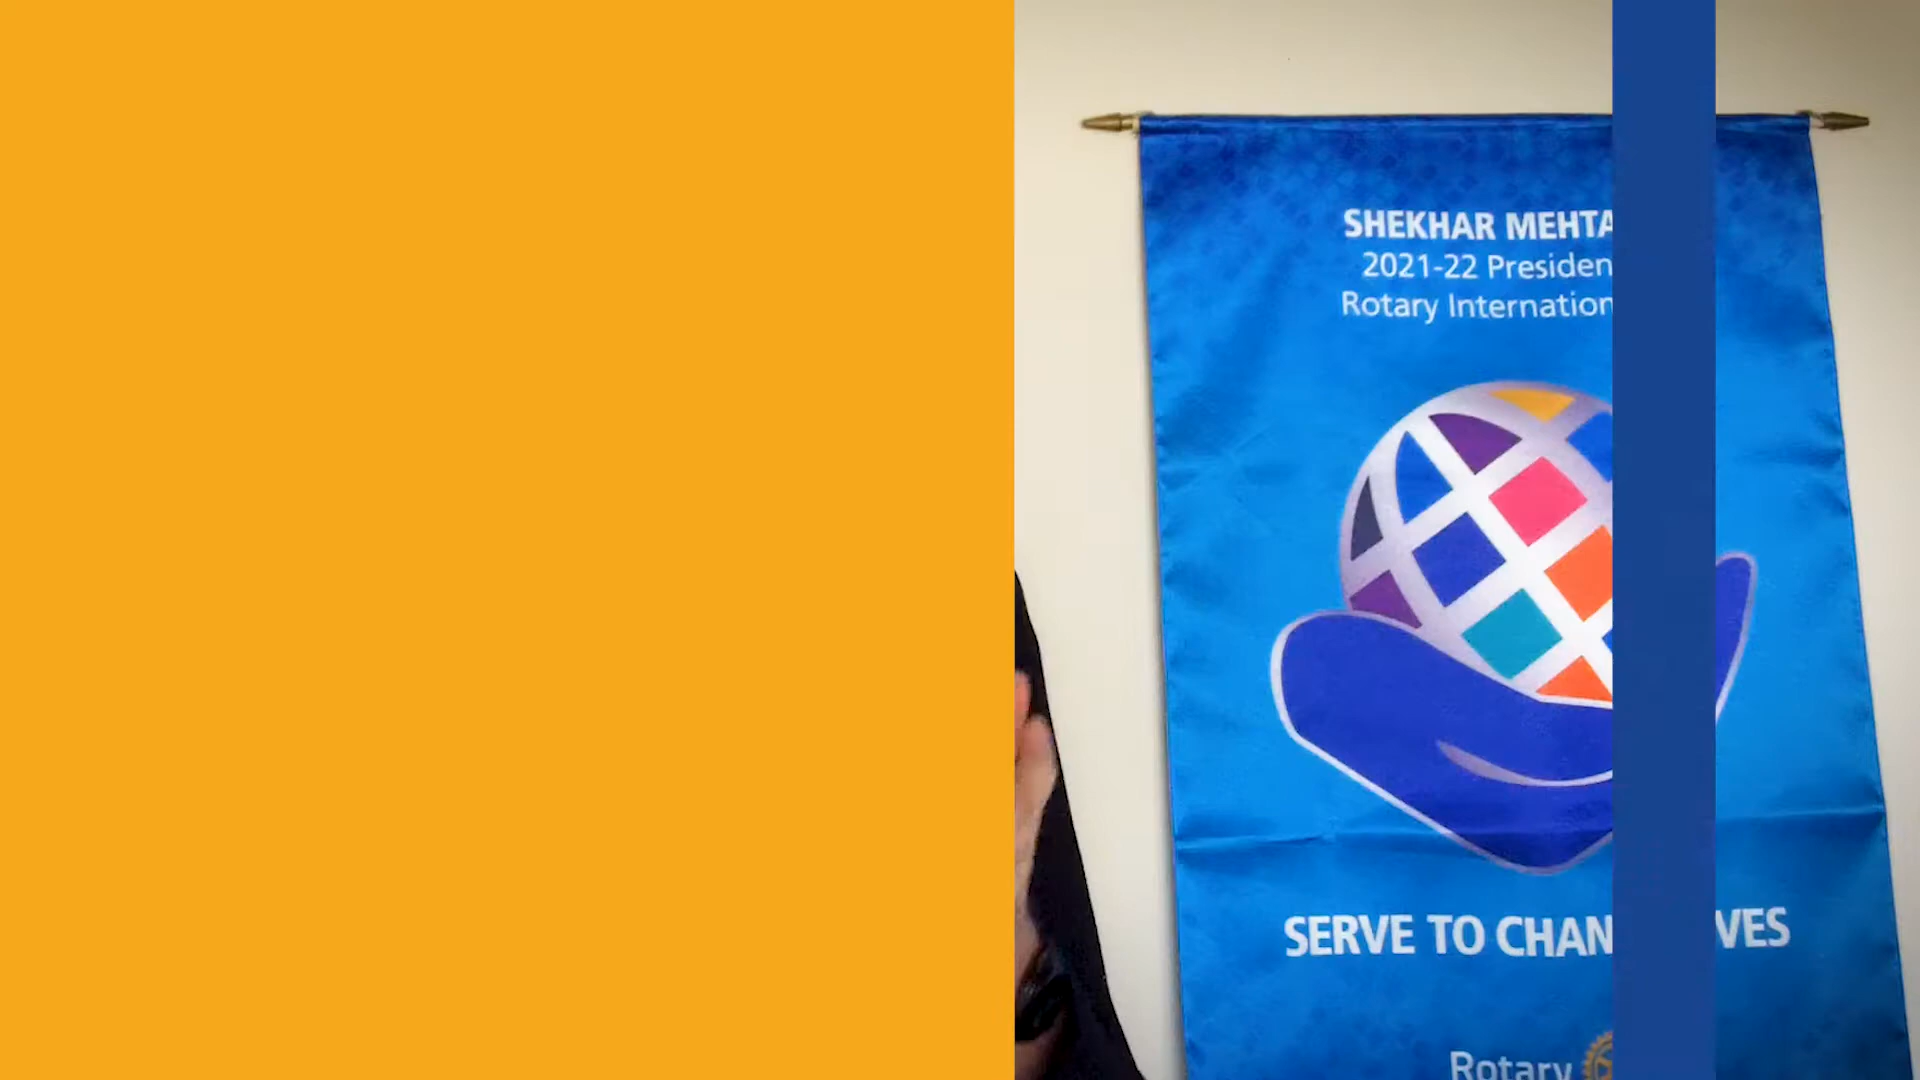 SHEKHAR MEHTA
2021-22 Presiden
Rotary Internation
SERVE TO CHAN VES
Rotary